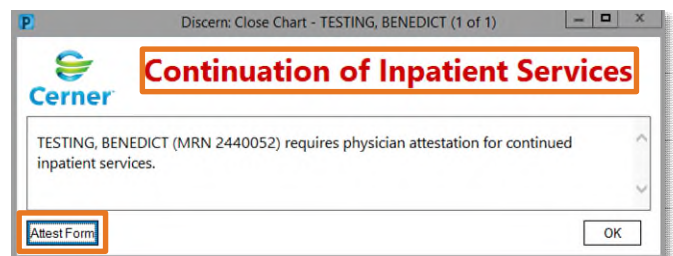 Discern: Close Chart - TESTING, BENEDICT (1 of 1)
Cerner
Continuation of Inpatient Services
TESTING, BENEDICT (MRN 2440052) requires physician attestation for continued
inpatient services.
Attest Form
OK